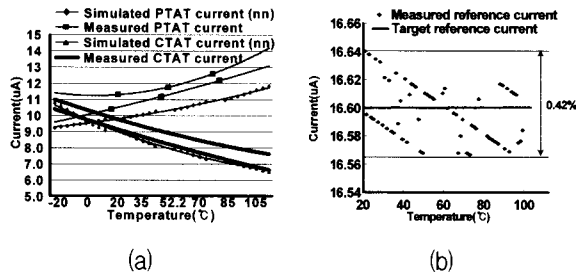 (a)
Simulated PTAT current (nn)
Measured PTAT current
Simulated CTAT current (nn)
Measured CTAT current
15
14
13
12
11
10
9.0
8.0
7.0
6.0
5.0
Current(uA)
-20 0 20 35 52.2 70 85 105
Temperature(℃)
(a)
(b)
Measured reference current
Target reference current
16.66
16.64
16.60
16.58
16.56
16.54
Current(uA)
0.42%
20 40 60 80 100
Temperature(℃)
(b)